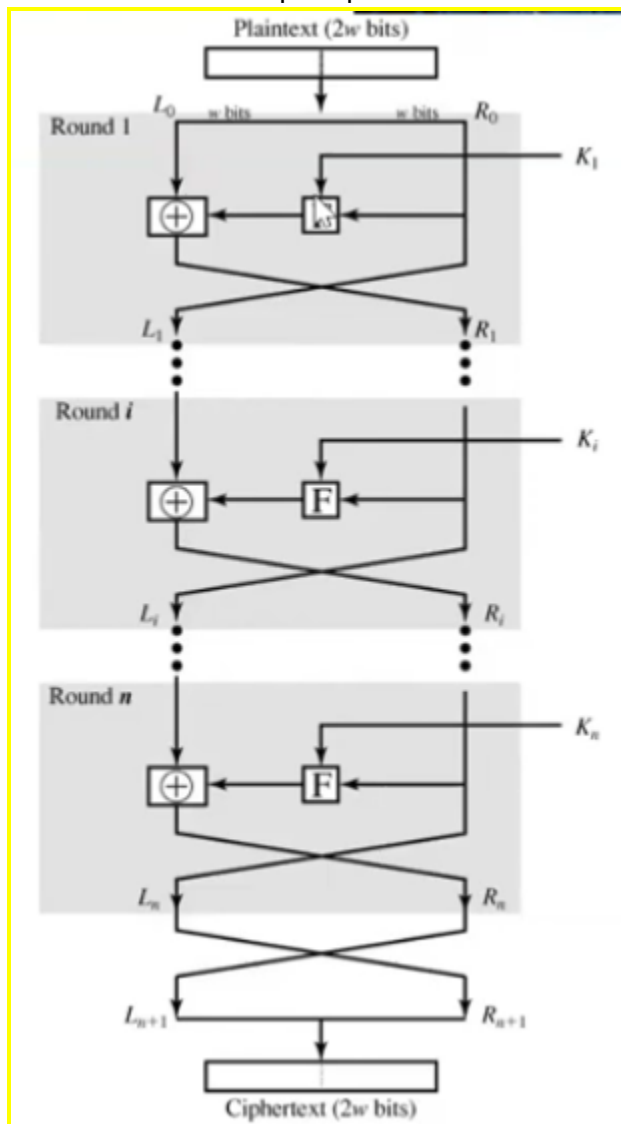 Plaintext (2w bits)
L₀ w bits w bits R₀
Round 1
K₁
L₁ R₁
Round i
Kᵢ
F
Lᵢ Rᵢ
Round n
Kₙ
F
Lₙ Rₙ
Lₙ₊₁ Rₙ₊₁
Ciphertext (2w bits)